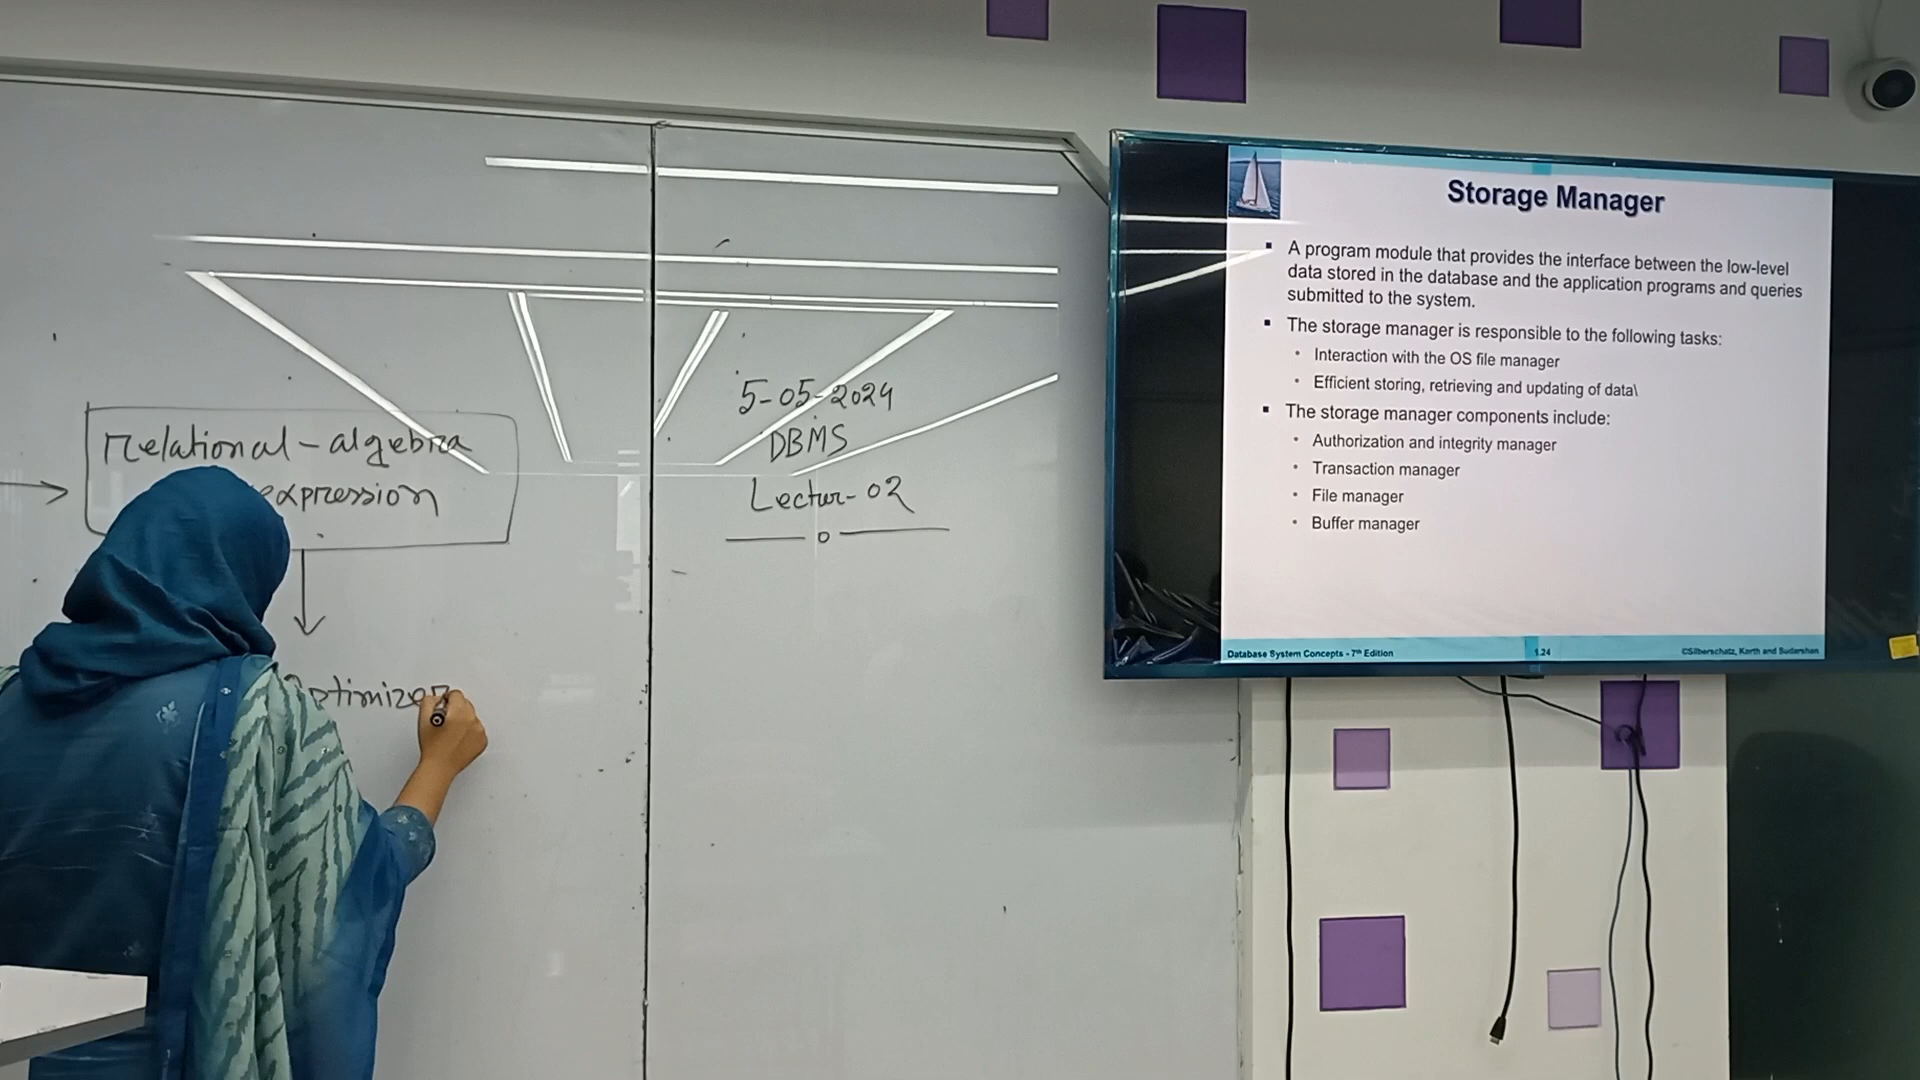 Relational-algebra
expression
optimizer
5-05-2024
DBMS
Lectur-02
Storage Manager
A program module that provides the interface between the low-level
data stored in the database and the application programs and queries
submitted to the system.
The storage manager is responsible to the following tasks:
Interaction with the OS file manager
Efficient storing, retrieving and updating of data\
The storage manager components include:
Authorization and integrity manager
Transaction manager
File manager
Buffer manager
Database System Concepts - 7th Edition
1.24
©Silberschatz, Korth and Sudarshan